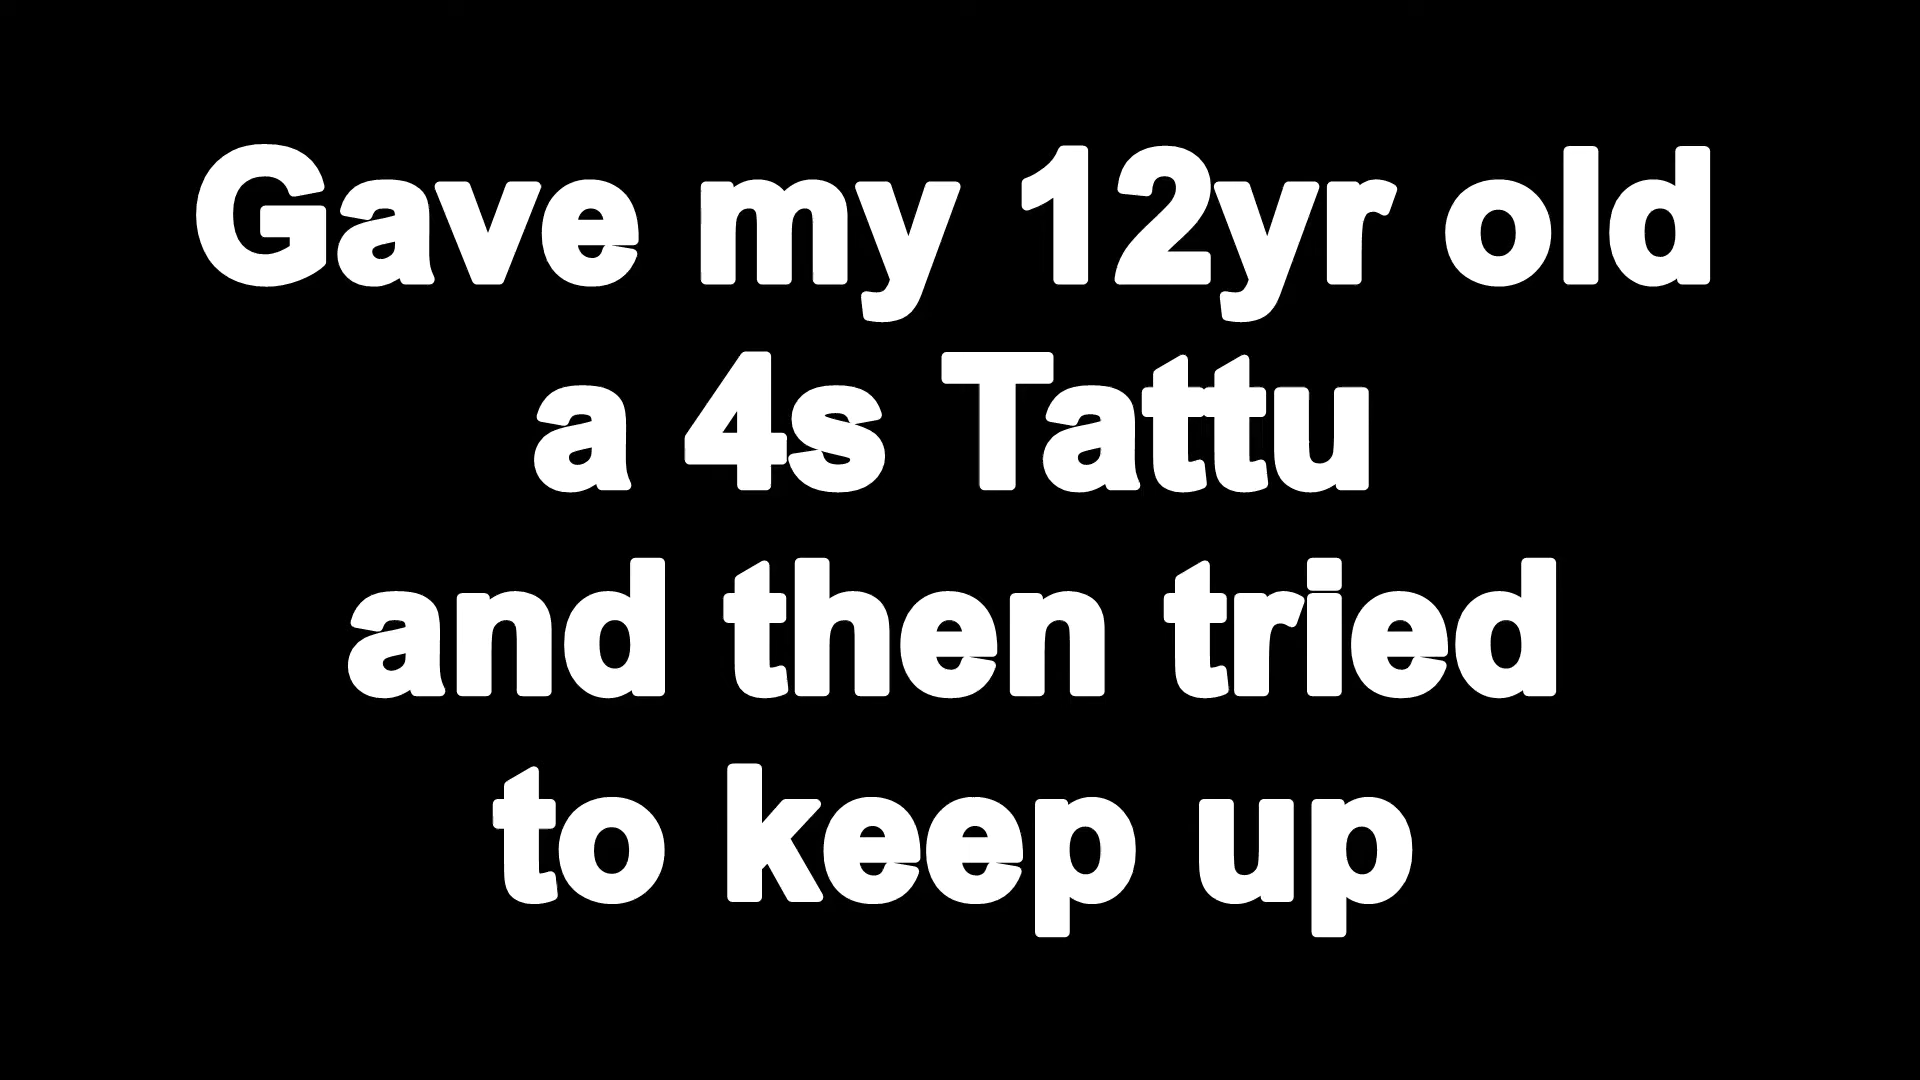 Gave my 12yr old
a 4s Tattu
and then tried
to keep up